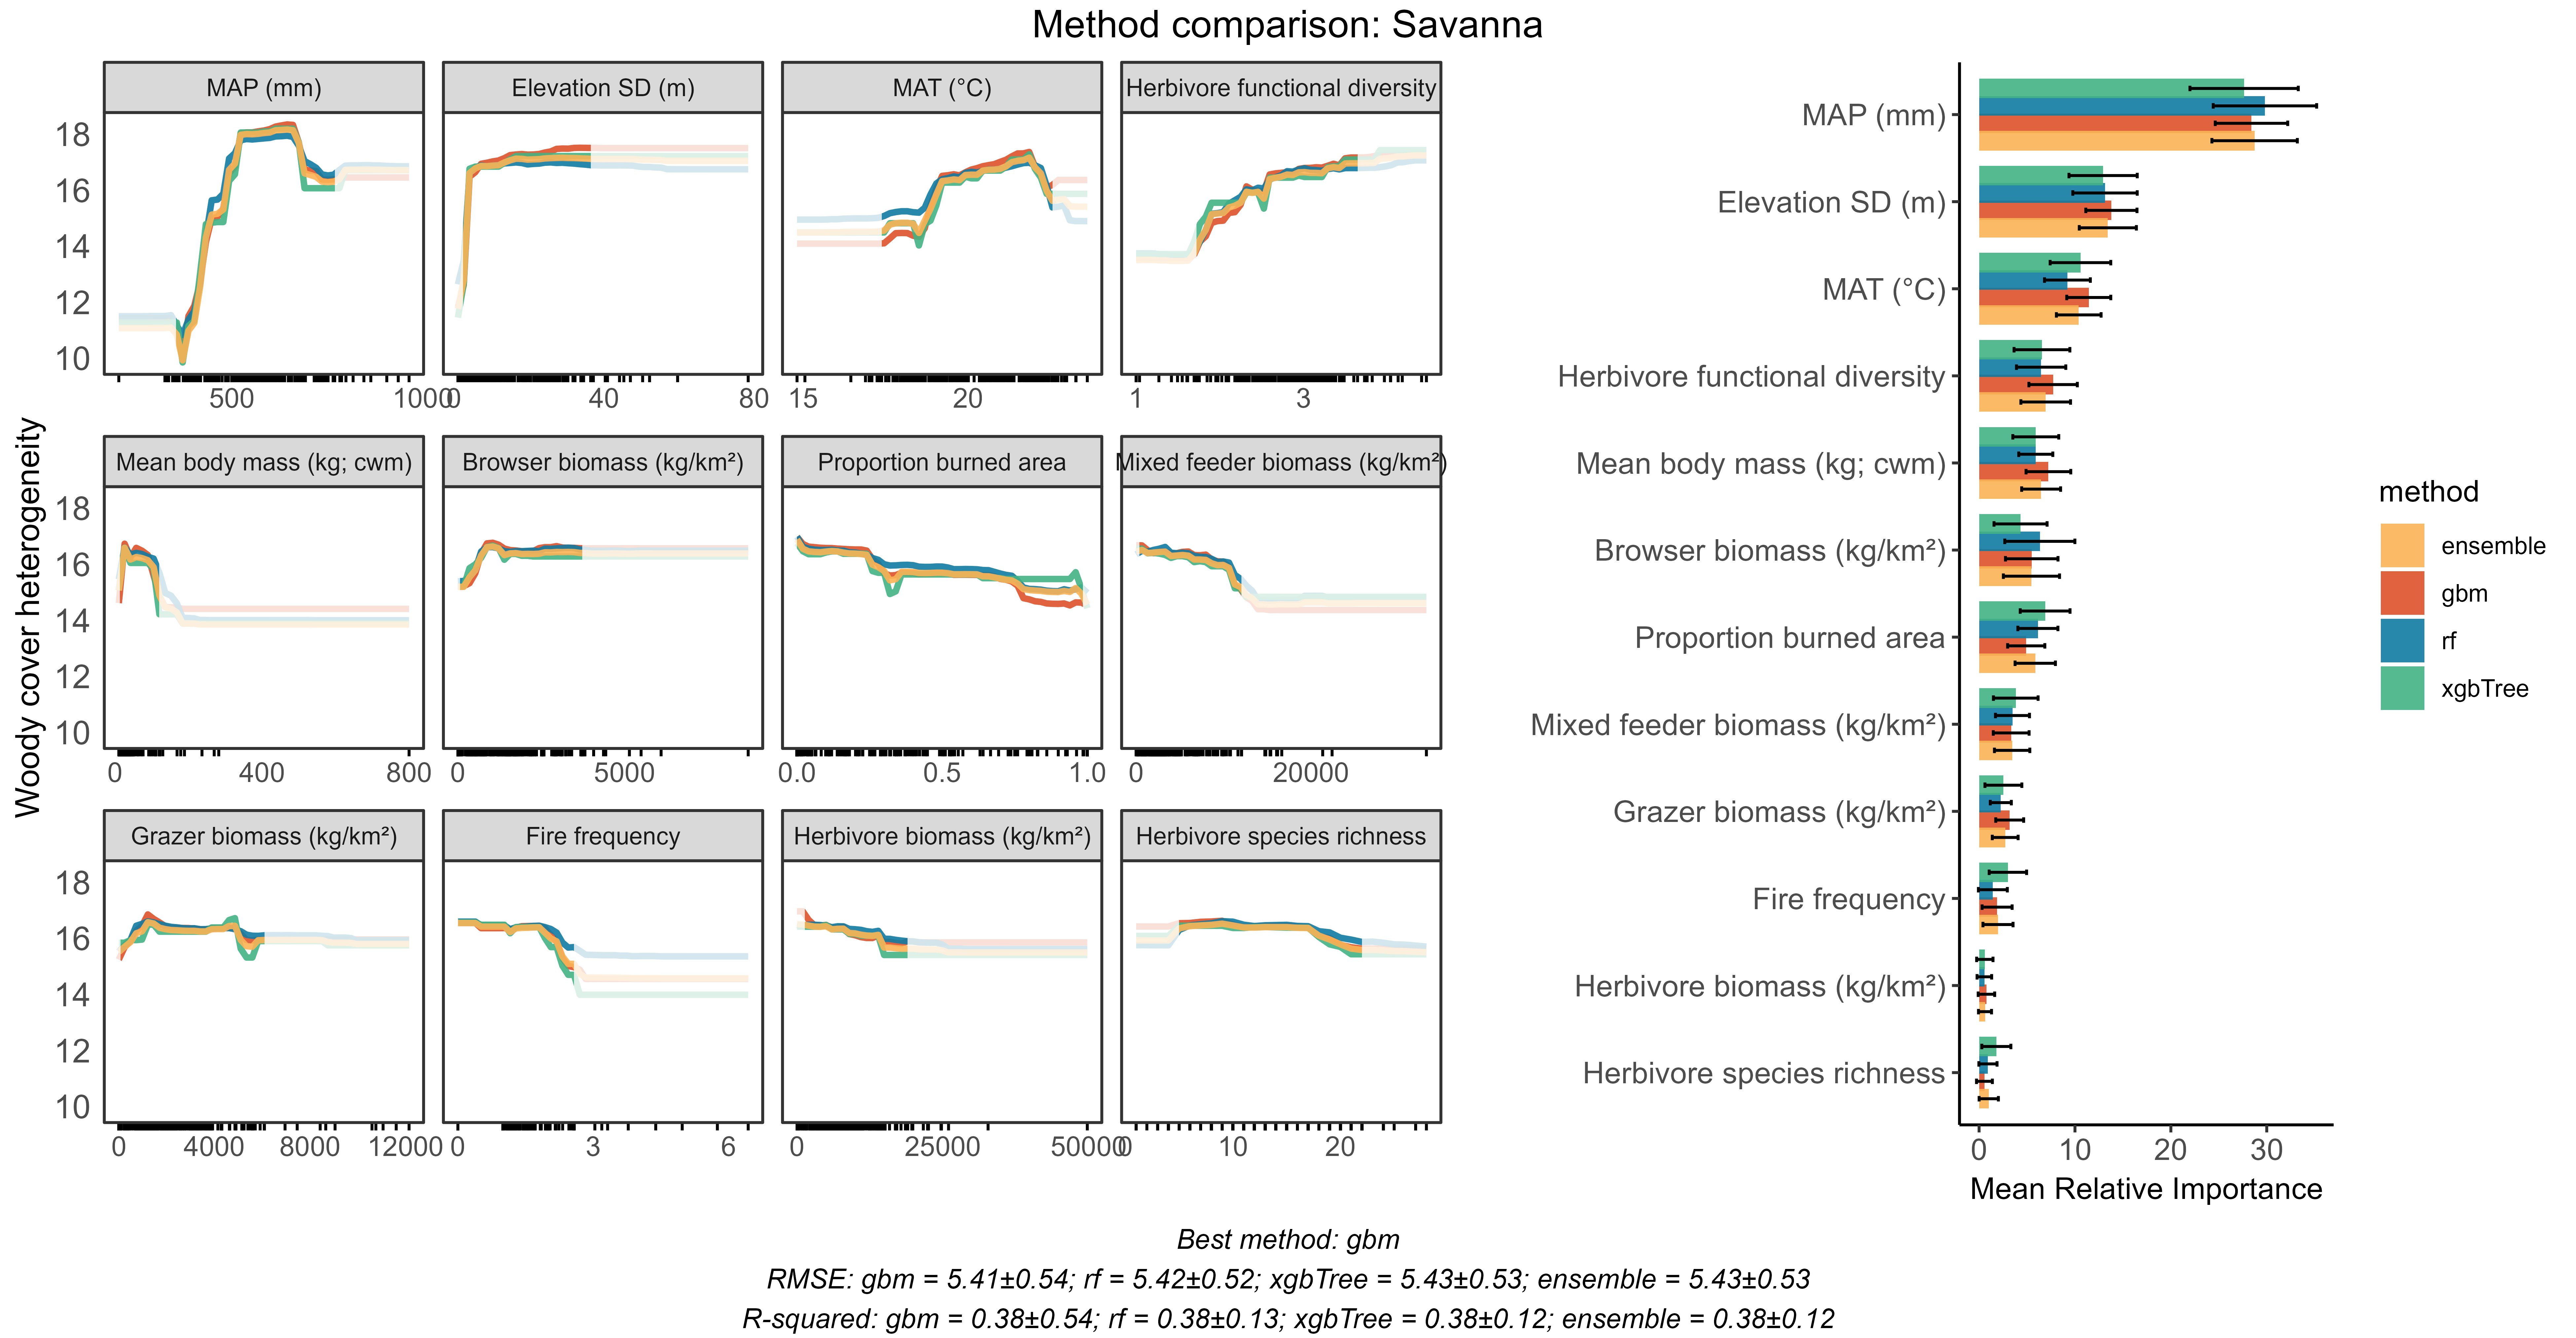 Method comparison: Savanna
Woody cover heterogeneity
MAP (mm)
Elevation SD (m)
MAT (°C)
Herbivore functional diversity
18
16
14
12
10
500
1000
0
40
80
15
20
1
3
Mean body mass (kg; cwm)
Browser biomass (kg/km²)
Proportion burned area
Mixed feeder biomass (kg/km²)
18
16
14
12
10
0
400
800
0
5000
0.0
0.5
1.0
0
20000
Grazer biomass (kg/km²)
Fire frequency
Herbivore biomass (kg/km²)
Herbivore species richness
18
16
14
12
10
0
4000
8000
12000
0
3
6
0
25000
50000
0
10
20
MAP (mm)
Elevation SD (m)
MAT (°C)
Herbivore functional diversity
Mean body mass (kg; cwm)
Browser biomass (kg/km²)
Proportion burned area
Mixed feeder biomass (kg/km²)
Grazer biomass (kg/km²)
Fire frequency
Herbivore biomass (kg/km²)
Herbivore species richness
0
10
20
30
Mean Relative Importance
method
ensemble
gbm
rf
xgbTree
Best method: gbm
RMSE: gbm = 5.41±0.54; rf = 5.42±0.52; xgbTree = 5.43±0.53; ensemble = 5.43±0.53
R-squared: gbm = 0.38±0.54; rf = 0.38±0.13; xgbTree = 0.38±0.12; ensemble = 0.38±0.12